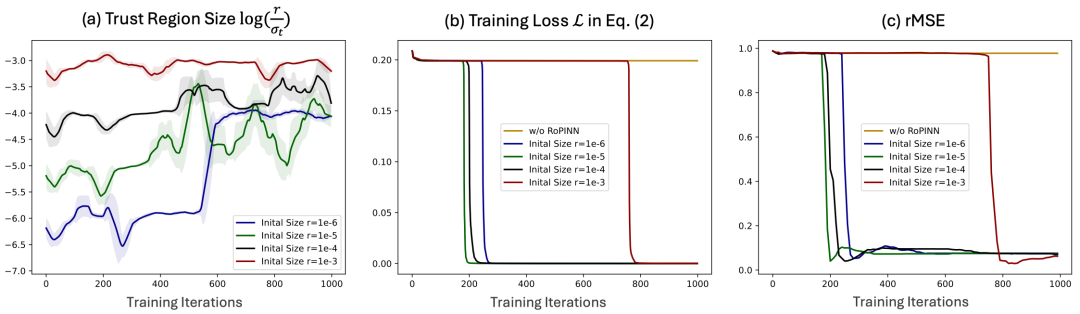 (a) Trust Region Size log(r/σt)
-3.0
-3.5
-4.0
-4.5
-5.0
-5.5
-6.0
-6.5
-7.0
Inital Size r=1e-6
Inital Size r=1e-5
Inital Size r=1e-4
Inital Size r=1e-3
0 200 400 600 800 1000
Training Iterations
(b) Training Loss ℒ in Eq. (2)
0.20
0.15
0.10
0.05
0.00
w/o RoPINN
Inital Size r=1e-6
Inital Size r=1e-5
Inital Size r=1e-4
Inital Size r=1e-3
0 200 400 600 800 1000
Training Iterations
(c) rMSE
1.0
0.8
0.6
0.4
0.2
0.0
w/o RoPINN
Inital Size r=1e-6
Inital Size r=1e-5
Inital Size r=1e-4
Inital Size r=1e-3
0 200 400 600 800 1000
Training Iterations